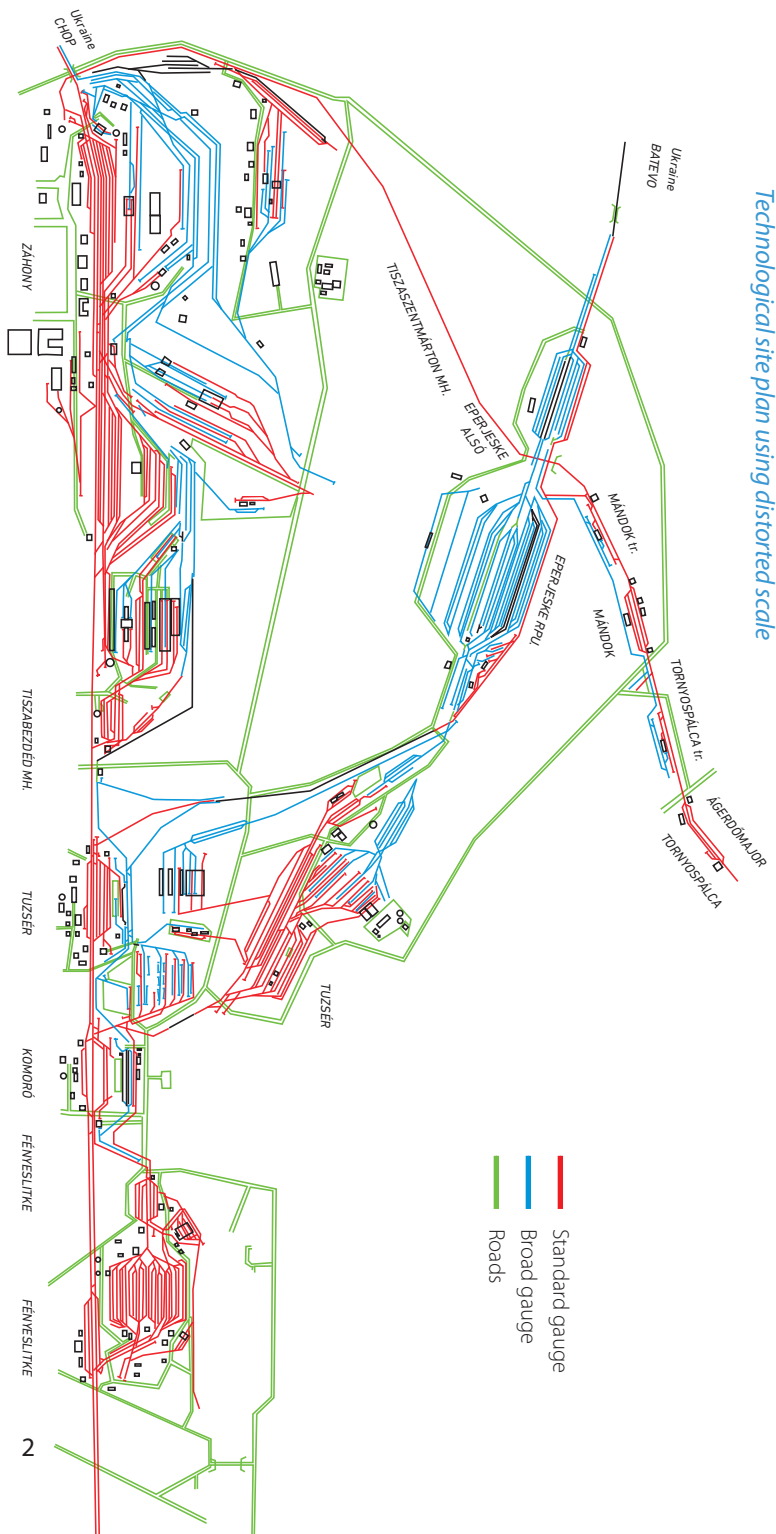 Technological site plan using distorted scale
Ukraine
CHOP
Ukraine
BATEVO
ZÁHONY
TISZASZENTMÁRTON MH.
EPERJESKE
ALSÓ
EPERJESKE RPU.
MÁNDOK tr.
MÁNDOK
TORNYOSPÁLCA tr.
ÁGERDŐMAJOR
TORNYOSPÁLCA
TISZABEZDÉD MH.
TUZSÉR
TUZSÉR
KOMORÓ
FÉNYESLITKE
FÉNYESLITKE
Standard gauge
Broad gauge
Roads
2